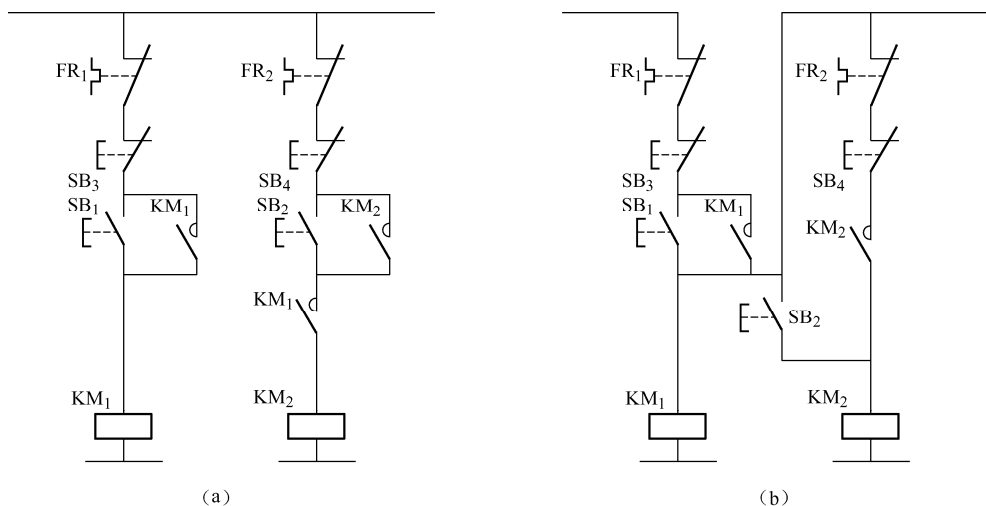 FR₁
FR₂
SB₃
SB₄
SB₁
KM₁
SB₂
KM₂
KM₁
KM₁
KM₂
(a)
FR₁
FR₂
SB₃
SB₄
SB₁
KM₁
KM₂
SB₂
KM₁
KM₂
(b)